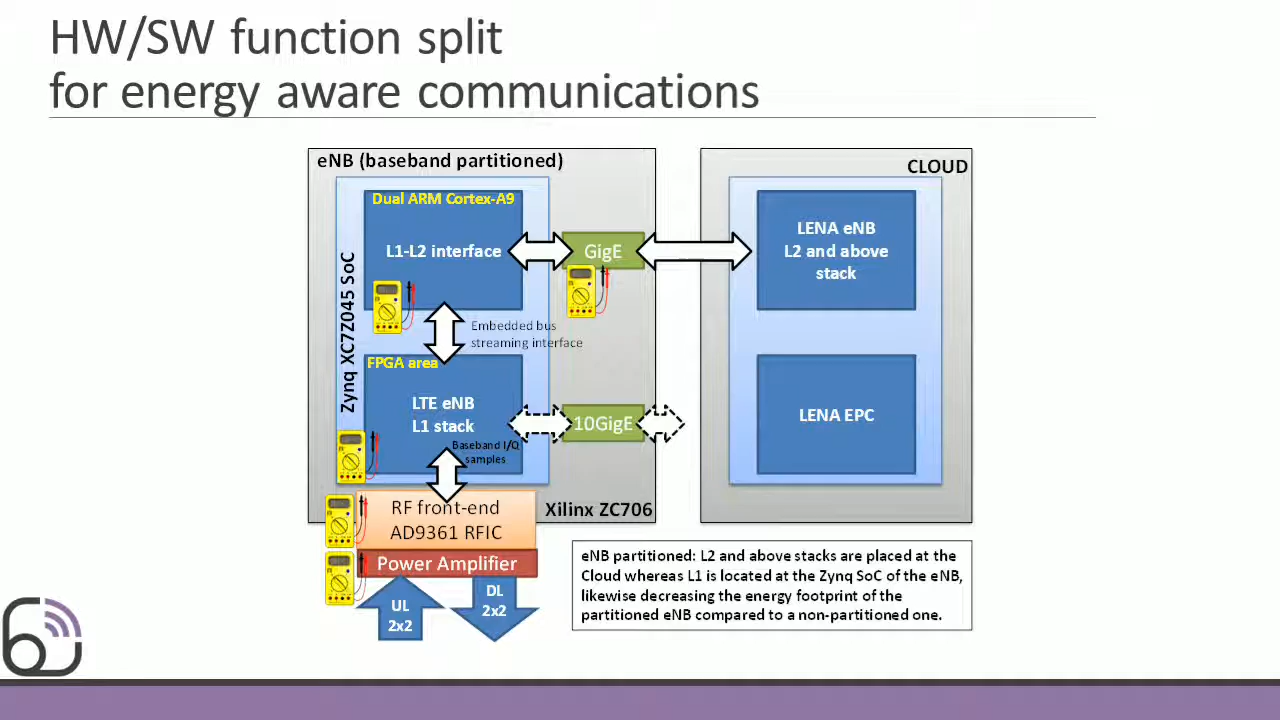 HW/SW function split
for energy aware communications
eNB (baseband partitioned)
Zynq XC7Z045 SoC
Dual ARM Cortex-A9
L1-L2 interface
GigE
Embedded bus
streaming interface
FPGA area
LTE eNB
L1 stack
10GigE
Baseband I/Q
samples
RF front-end
AD9361 RFIC
Xilinx ZC706
Power Amplifier
UL
2x2
DL
2x2
CLOUD
LENA eNB
L2 and above
stack
LENA EPC
eNB partitioned: L2 and above stacks are placed at the
Cloud whereas L1 is located at the Zynq SoC of the eNB,
likewise decreasing the energy footprint of the
partitioned eNB compared to a non-partitioned one.